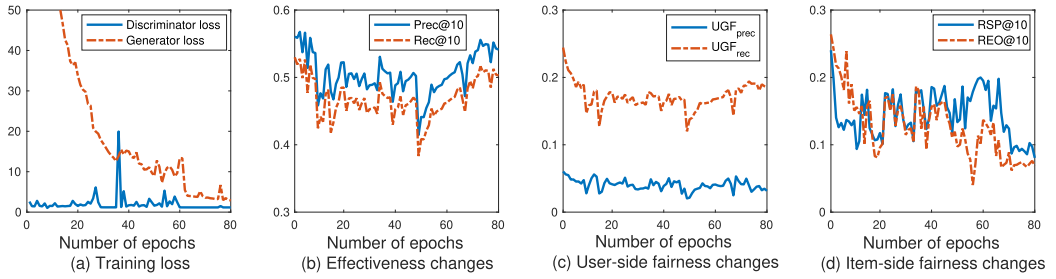 50
40
30
20
10
0
0
20
40
60
80
Discriminator loss
Generator loss
Number of epochs
(a) Training loss
0.6
0.5
0.4
0.3
0
20
40
60
80
Prec@10
Rec@10
Number of epochs
(b) Effectiveness changes
0.3
0.2
0.1
0
0
20
40
60
80
UGFprec
UGFrec
Number of epochs
(c) User-side fairness changes
0.3
0.2
0.1
0
0
20
40
60
80
RSP@10
REO@10
Number of epochs
(d) Item-side fairness changes